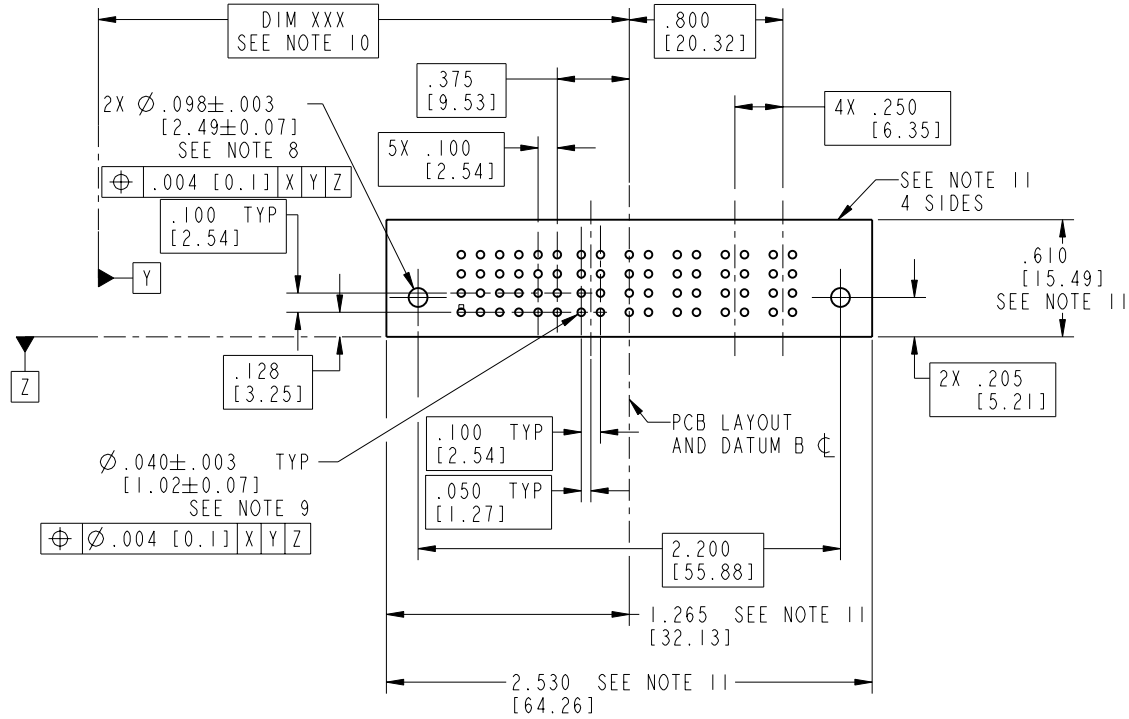 DIM XXX
SEE NOTE 10
.800
[20.32]
.375
[9.53]
2X Ø .098±.003
[2.49±0.07]
SEE NOTE 8
⌖ .004 [0.1] X Y Z
5X .100
[2.54]
4X .250
[6.35]
SEE NOTE 11
4 SIDES
.100 TYP
[2.54]
Y
.610
[15.49]
SEE NOTE 11
Z
.128
[3.25]
2X .205
[5.21]
PCB LAYOUT
AND DATUM B ℄
.100 TYP
[2.54]
Ø .040±.003 TYP
[1.02±0.07]
SEE NOTE 9
⌖ Ø .004 [0.1] X Y Z
.050 TYP
[1.27]
2.200
[55.88]
1.265 SEE NOTE 11
[32.13]
2.530 SEE NOTE 11
[64.26]